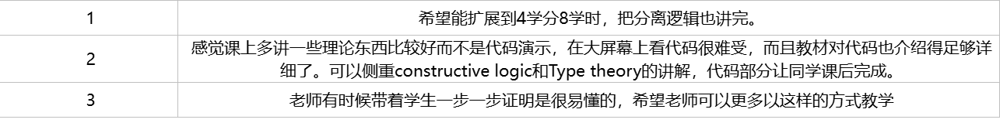 1 希望能扩展到4学分8学时，把分离逻辑也讲完。
2 感觉课上多讲一些理论东西比较好而不是代码演示，在大屏幕上看代码很难受，而且教材对代码也介绍得足够详
细了。可以侧重constructive logic和Type theory的讲解，代码部分让同学课后完成。
3 老师有时候带着学生一步一步证明是很易懂的，希望老师可以更多以这样的方式教学